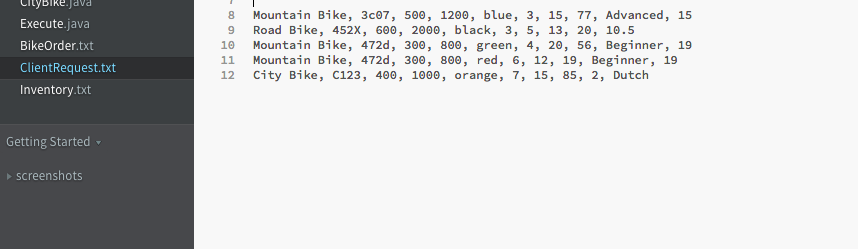 CityBike.java
Execute.java
BikeOrder.txt
ClientRequest.txt
Inventory.txt
Getting Started
screenshots
7
8 Mountain Bike, 3c07, 500, 1200, blue, 3, 15, 77, Advanced, 15
9 Road Bike, 452X, 600, 2000, black, 3, 5, 13, 20, 10.5
10 Mountain Bike, 472d, 300, 800, green, 4, 20, 56, Beginner, 19
11 Mountain Bike, 472d, 300, 800, red, 6, 12, 19, Beginner, 19
12 City Bike, C123, 400, 1000, orange, 7, 15, 85, 2, Dutch